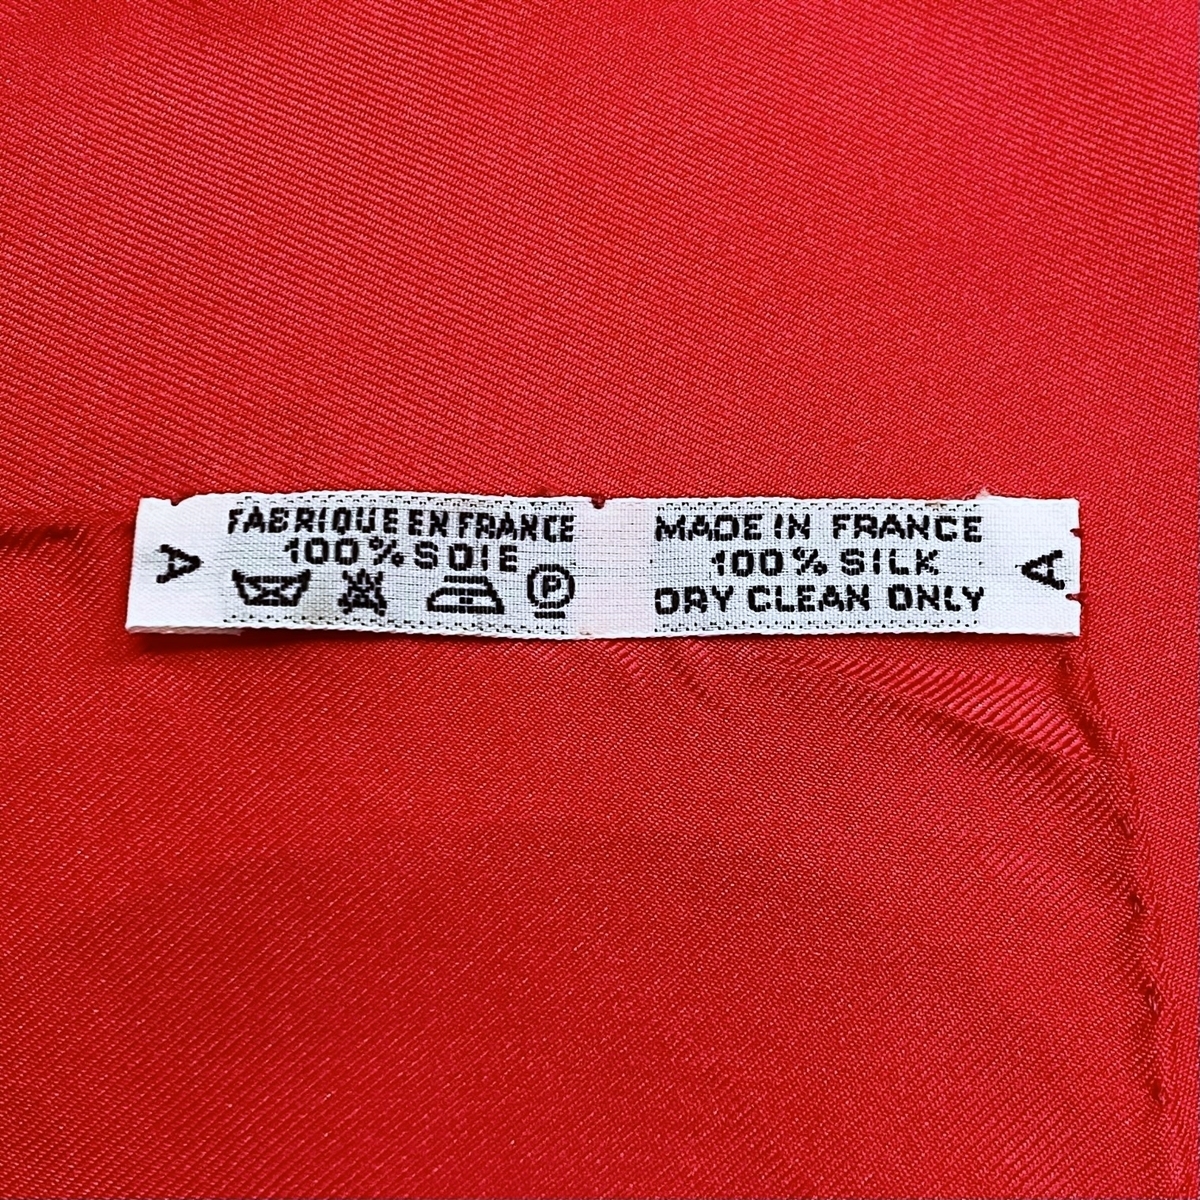 A
FABRIQUE EN FRANCE
100% SOIE
P
MADE IN FRANCE
100% SILK
DRY CLEAN ONLY
A